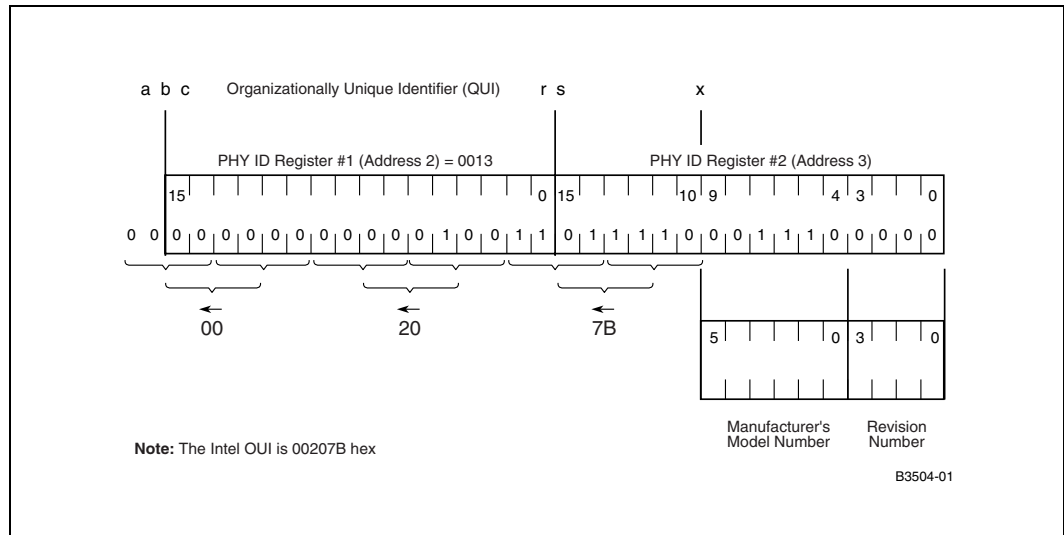 a b c Organizationally Unique Identifier (QUI) r s x
PHY ID Register #1 (Address 2) = 0013 PHY ID Register #2 (Address 3)
15 0 15 10 9 4 3 0
0 0 0 0 0 0 0 0 0 0 0 0 0 1 0 0 1 1 0 1 1 1 1 0 0 0 1 1 1 0 0 0 0 0
00 20 7B
5 0 3 0
Manufacturer's Revision
Model Number Number
Note: The Intel OUI is 00207B hex
B3504-01